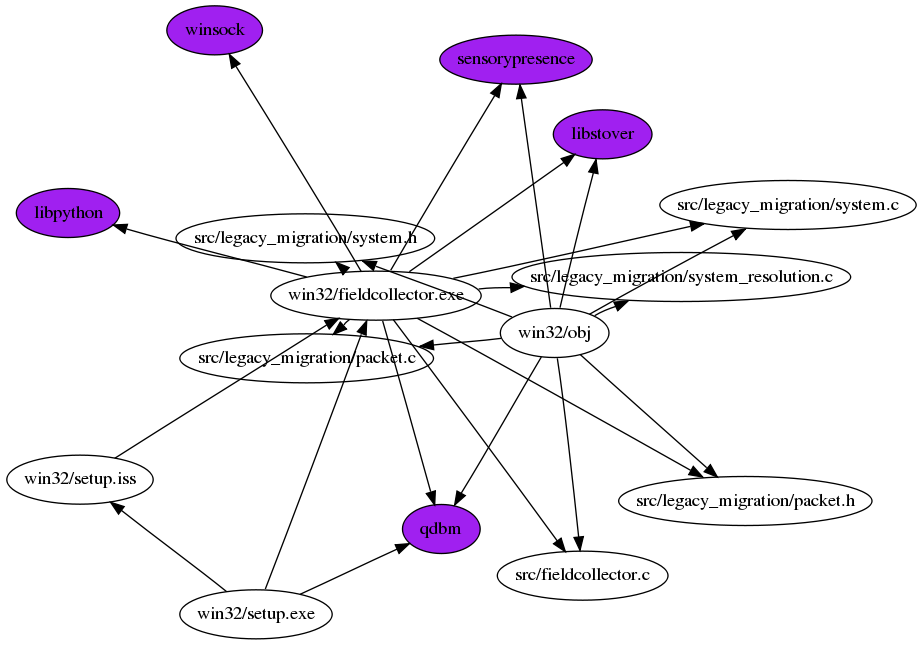 winsock
sensorypresence
libstover
libpython
src/legacy_migration/system.c
src/legacy_migration/system.h
src/legacy_migration/system_resolution.c
win32/fieldcollector.exe
win32/obj
src/legacy_migration/packet.c
win32/setup.iss
src/legacy_migration/packet.h
qdbm
src/fieldcollector.c
win32/setup.exe